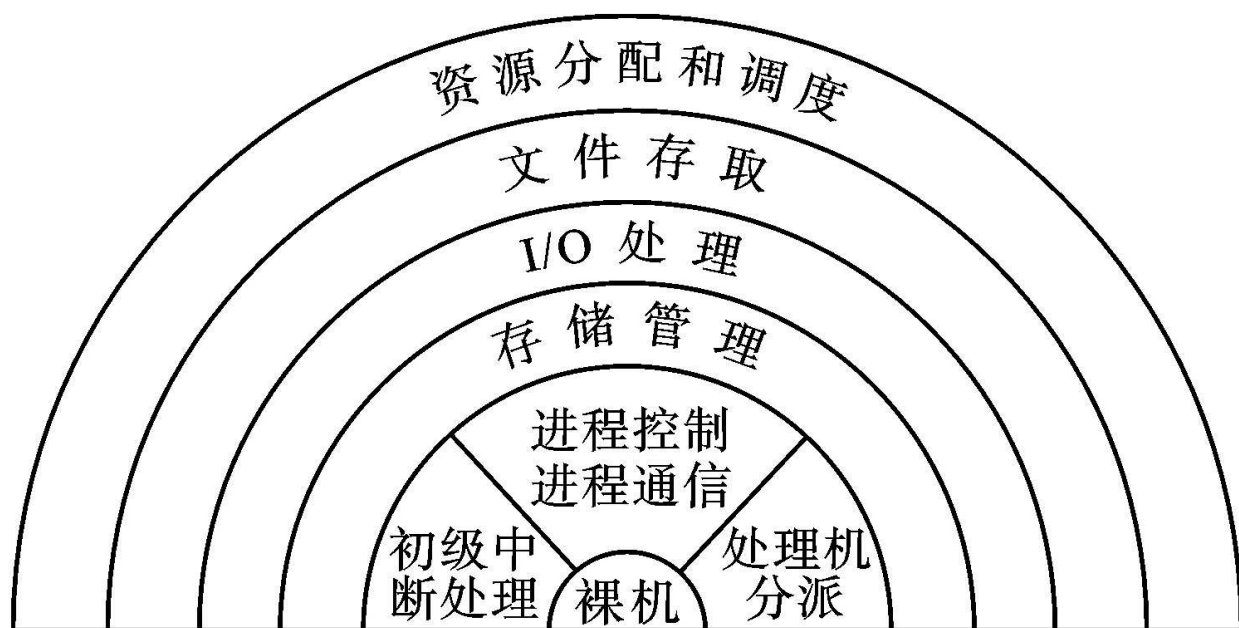 资源分配和调度
文件存取
I/O 处理
存储管理
进程控制
进程通信
初级中
断处理
处理机
分派
裸机